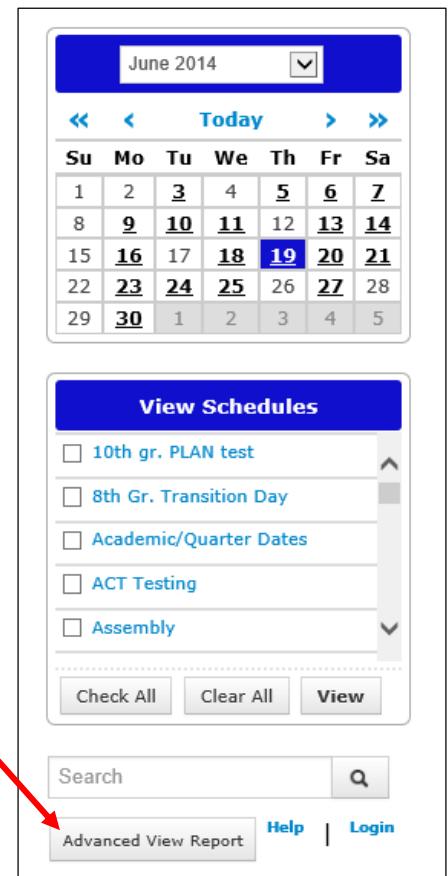 June 2014
« ‹ Today › »
Su Mo Tu We Th Fr Sa
1 2 3 4 5 6 7
8 9 10 11 12 13 14
15 16 17 18 19 20 21
22 23 24 25 26 27 28
29 30 1 2 3 4 5
View Schedules
10th gr. PLAN test
8th Gr. Transition Day
Academic/Quarter Dates
ACT Testing
Assembly
Check All Clear All View
Search
Advanced View Report Help | Login